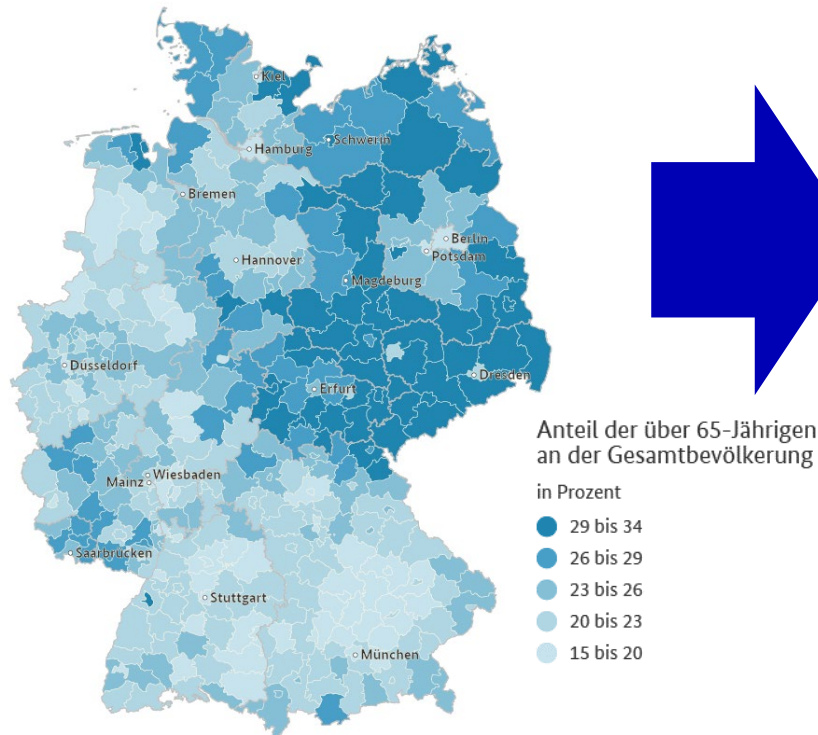 Kiel
Schwerin
Hamburg
Bremen
Berlin
Potsdam
Hannover
Magdeburg
Dusseldorf
Erfurt
Dresden
Wiesbaden
Mainz
Saarbrücken
Stuttgart
München
Anteil der über 65-Jährigen
an der Gesamtbevölkerung
in Prozent
29 bis 34
26 bis 29
23 bis 26
20 bis 23
15 bis 20